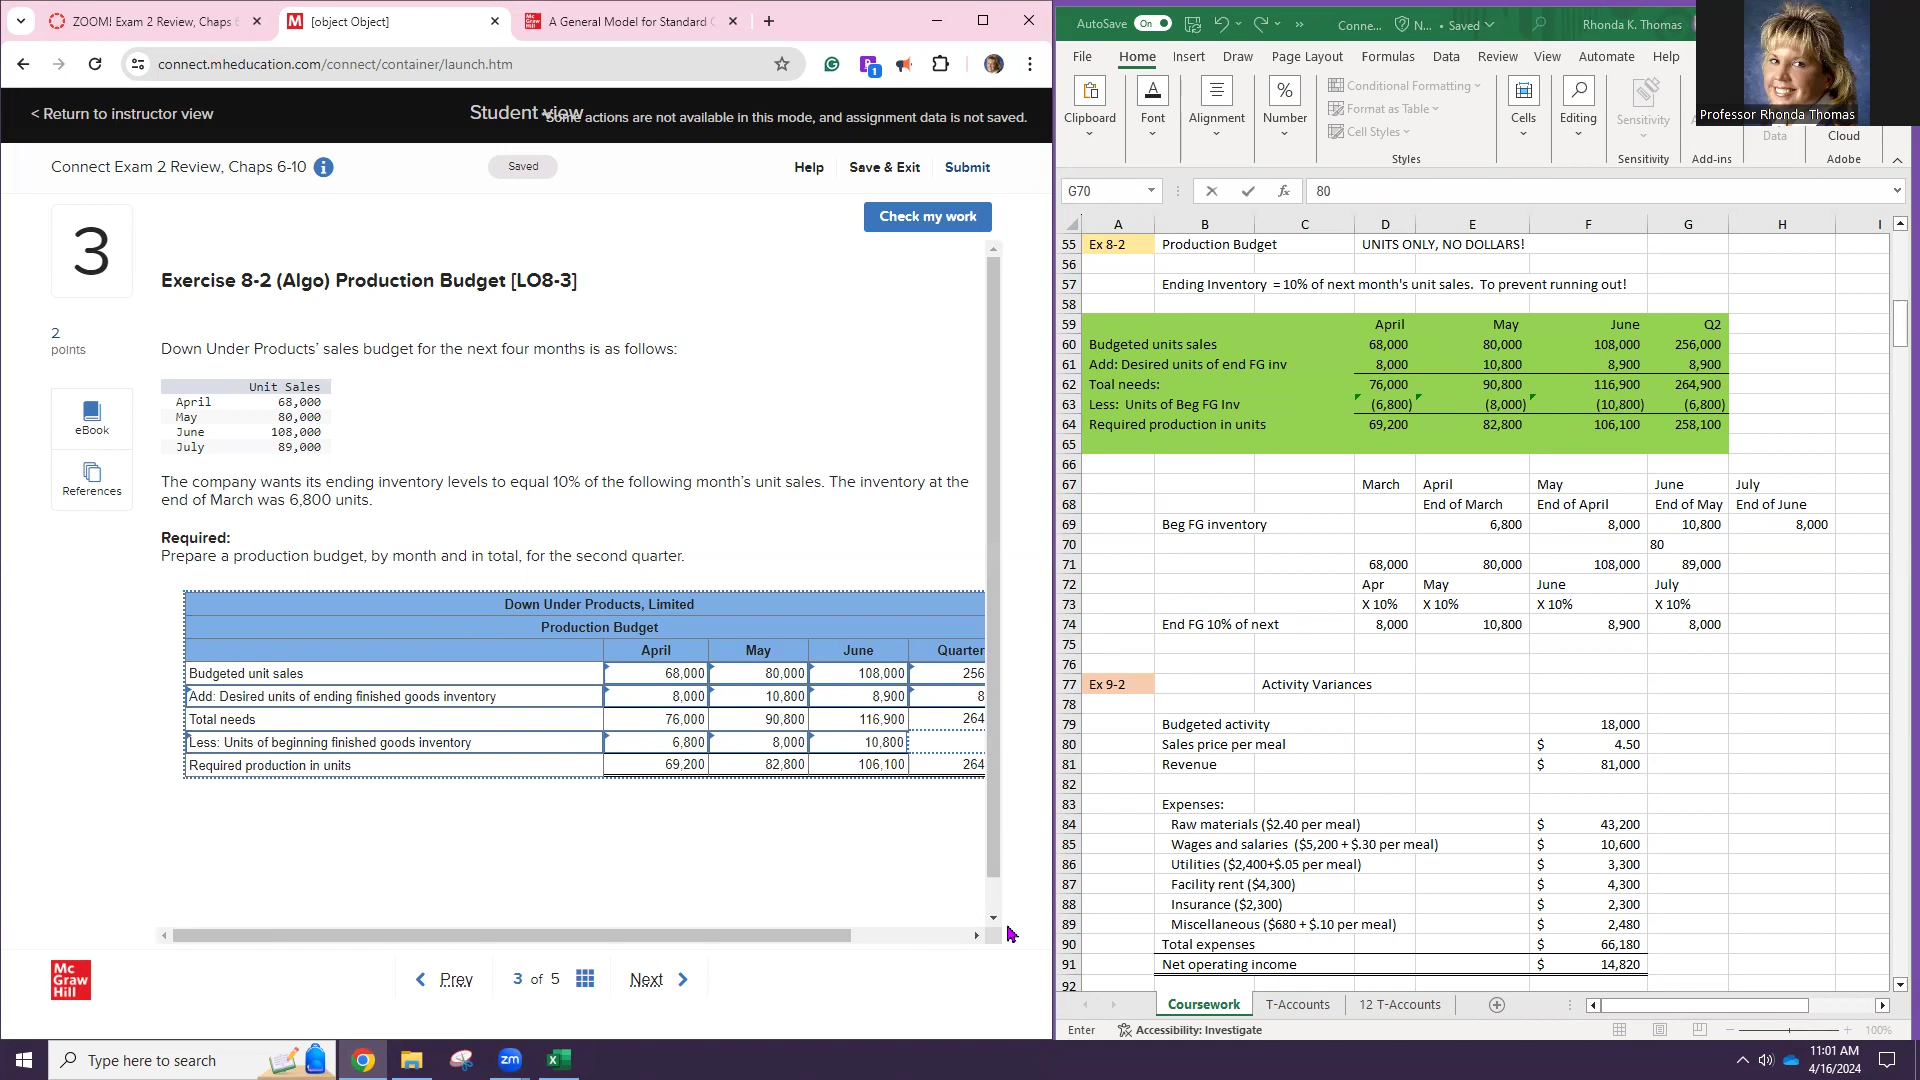 ZOOM! Exam 2 Review, Chaps 6
[object Object]
A General Model for Standard C
connect.mheducation.com/connect/container/launch.htm
< Return to instructor view
Student view
Some actions are not available in this mode, and assignment data is not saved.
Connect Exam 2 Review, Chaps 6-10
Saved
Help
Save & Exit
Submit
Check my work
3
2
points
eBook
References
Exercise 8-2 (Algo) Production Budget [LO8-3]
Down Under Products' sales budget for the next four months is as follows:
Unit Sales
April 68,000
May 80,000
June 108,000
July 89,000
The company wants its ending inventory levels to equal 10% of the following month's unit sales. The inventory at the
end of March was 6,800 units.
Required:
Prepare a production budget, by month and in total, for the second quarter.
Down Under Products, Limited
Production Budget
April May June Quarter
Budgeted unit sales 68,000 80,000 108,000 256
Add: Desired units of ending finished goods inventory 8,000 10,800 8,900 8
Total needs 76,000 90,800 116,900 264
Less: Units of beginning finished goods inventory 6,800 8,000 10,800
Required production in units 69,200 82,800 106,100 264
Mc
Graw
Hill
Prev
3 of 5
Next
AutoSave On
Conne... N... • Saved
Rhonda K. Thomas
File Home Insert Draw Page Layout Formulas Data Review View Automate Help
Clipboard
Font
Alignment
Number
Conditional Formatting
Format as Table
Cell Styles
Styles
Cells
Editing
Sensitivity
Sensitivity
Data
Add-ins
Cloud
Adobe
Professor Rhonda Thomas
G70
fx
80
A B C D E F G H I
55 Ex 8-2 Production Budget UNITS ONLY, NO DOLLARS!
56
57 Ending Inventory = 10% of next month's unit sales. To prevent running out!
58
59 April May June Q2
60 Budgeted units sales 68,000 80,000 108,000 256,000
61 Add: Desired units of end FG inv 8,000 10,800 8,900 8,900
62 Toal needs: 76,000 90,800 116,900 264,900
63 Less: Units of Beg FG Inv (6,800) (8,000) (10,800) (6,800)
64 Required production in units 69,200 82,800 106,100 258,100
65
66
67 March April May June July
68 End of March End of April End of May End of June
69 Beg FG inventory 6,800 8,000 10,800 8,000
70 80
71 68,000 80,000 108,000 89,000
72 Apr May June July
73 X 10% X 10% X 10% X 10%
74 End FG 10% of next 8,000 10,800 8,900 8,000
75
76
77 Ex 9-2 Activity Variances
78
79 Budgeted activity 18,000
80 Sales price per meal $ 4.50
81 Revenue $ 81,000
82
83 Expenses:
84 Raw materials ($2.40 per meal) $ 43,200
85 Wages and salaries ($5,200 + $.30 per meal) $ 10,600
86 Utilities ($2,400+$.05 per meal) $ 3,300
87 Facility rent ($4,300) $ 4,300
88 Insurance ($2,300) $ 2,300
89 Miscellaneous ($680 + $.10 per meal) $ 2,480
90 Total expenses $ 66,180
91 Net operating income $ 14,820
92
Coursework T-Accounts 12 T-Accounts
Enter Accessibility: Investigate 100%
Type here to search
zm
11:01 AM
4/16/2024